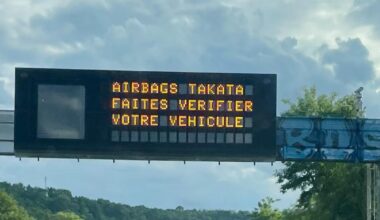 AIRBAGS TAKATA
FAITES VERIFIER
VOTRE VEHICULE